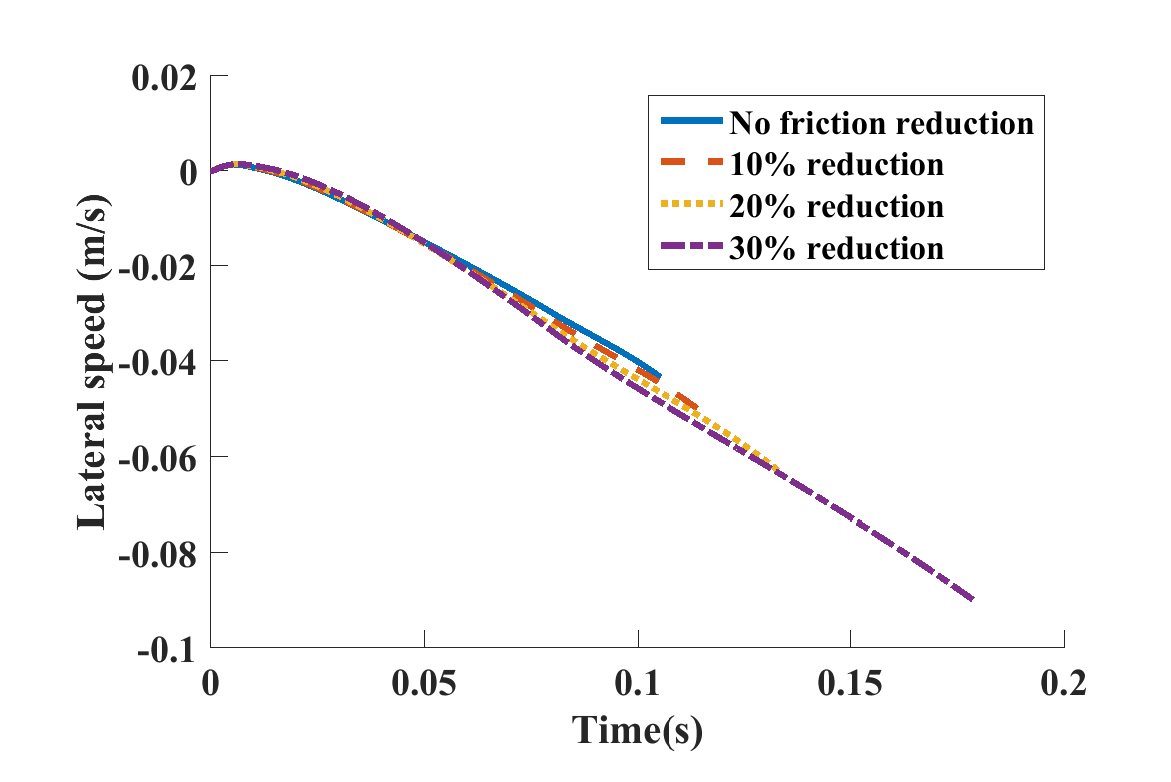 0.02
0
-0.02
-0.04
-0.06
-0.08
-0.1
Lateral speed (m/s)
No friction reduction
10% reduction
20% reduction
30% reduction
0
0.05
0.1
0.15
0.2
Time(s)